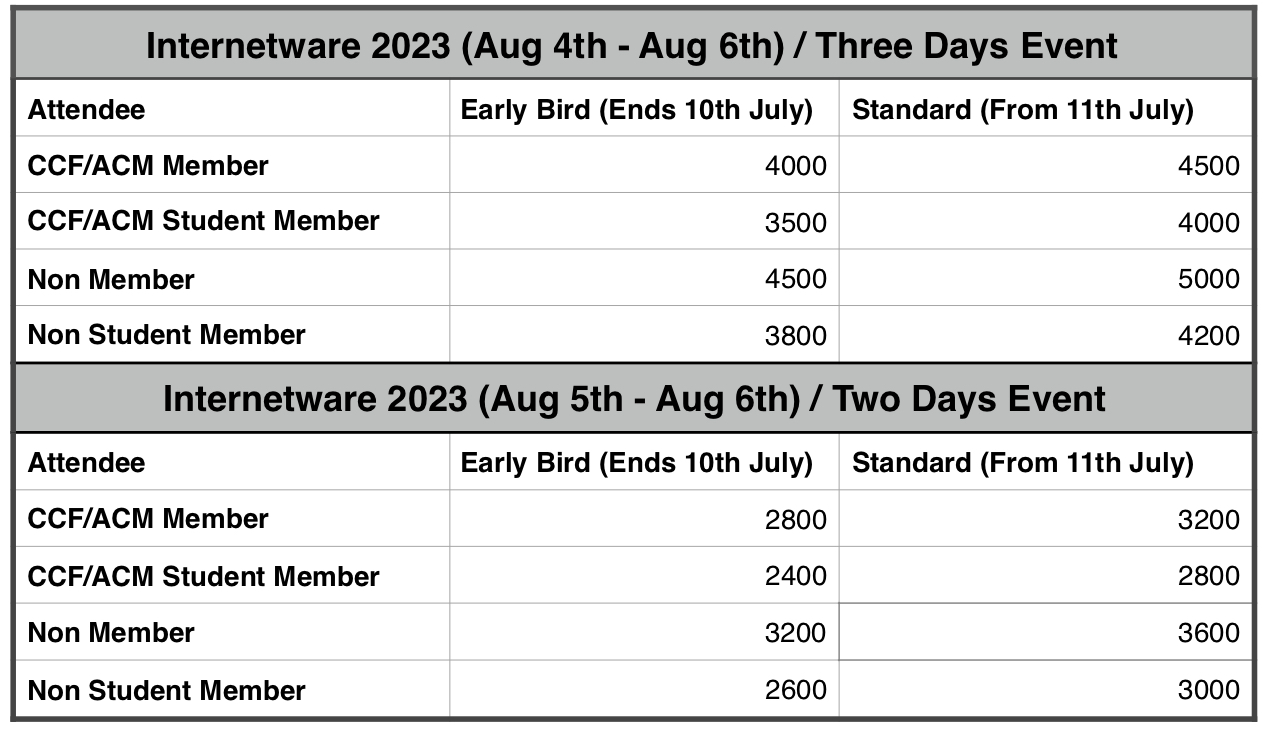 Internetware 2023 (Aug 4th - Aug 6th) / Three Days Event
Attendee Early Bird (Ends 10th July) Standard (From 11th July)
CCF/ACM Member 4000 4500
CCF/ACM Student Member 3500 4000
Non Member 4500 5000
Non Student Member 3800 4200
Internetware 2023 (Aug 5th - Aug 6th) / Two Days Event
Attendee Early Bird (Ends 10th July) Standard (From 11th July)
CCF/ACM Member 2800 3200
CCF/ACM Student Member 2400 2800
Non Member 3200 3600
Non Student Member 2600 3000